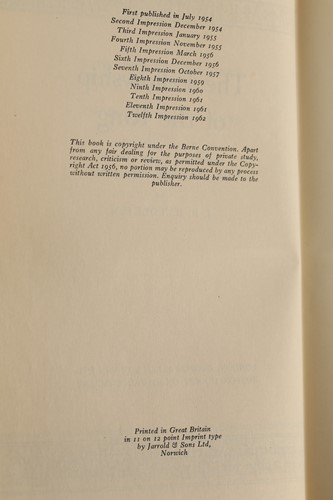 First published in July 1954
Second Impression December 1954
Third Impression January 1955
Fourth Impression November 1955
Fifth Impression March 1956
Sixth Impression December 1956
Seventh Impression October 1957
Eighth Impression 1959
Ninth Impression 1960
Tenth Impression 1961
Eleventh Impression 1961
Twelfth Impression 1962
This book is copyright under the Berne Convention. Apart
from any fair dealing for the purposes of private study,
research, criticism or review, as permitted under the Copy-
right Act 1956, no portion may be reproduced by any process
without written permission. Enquiry should be made to the
publisher.
Printed in Great Britain
in 11 on 12 point Imprint type
by Jarrold & Sons Ltd,
Norwich